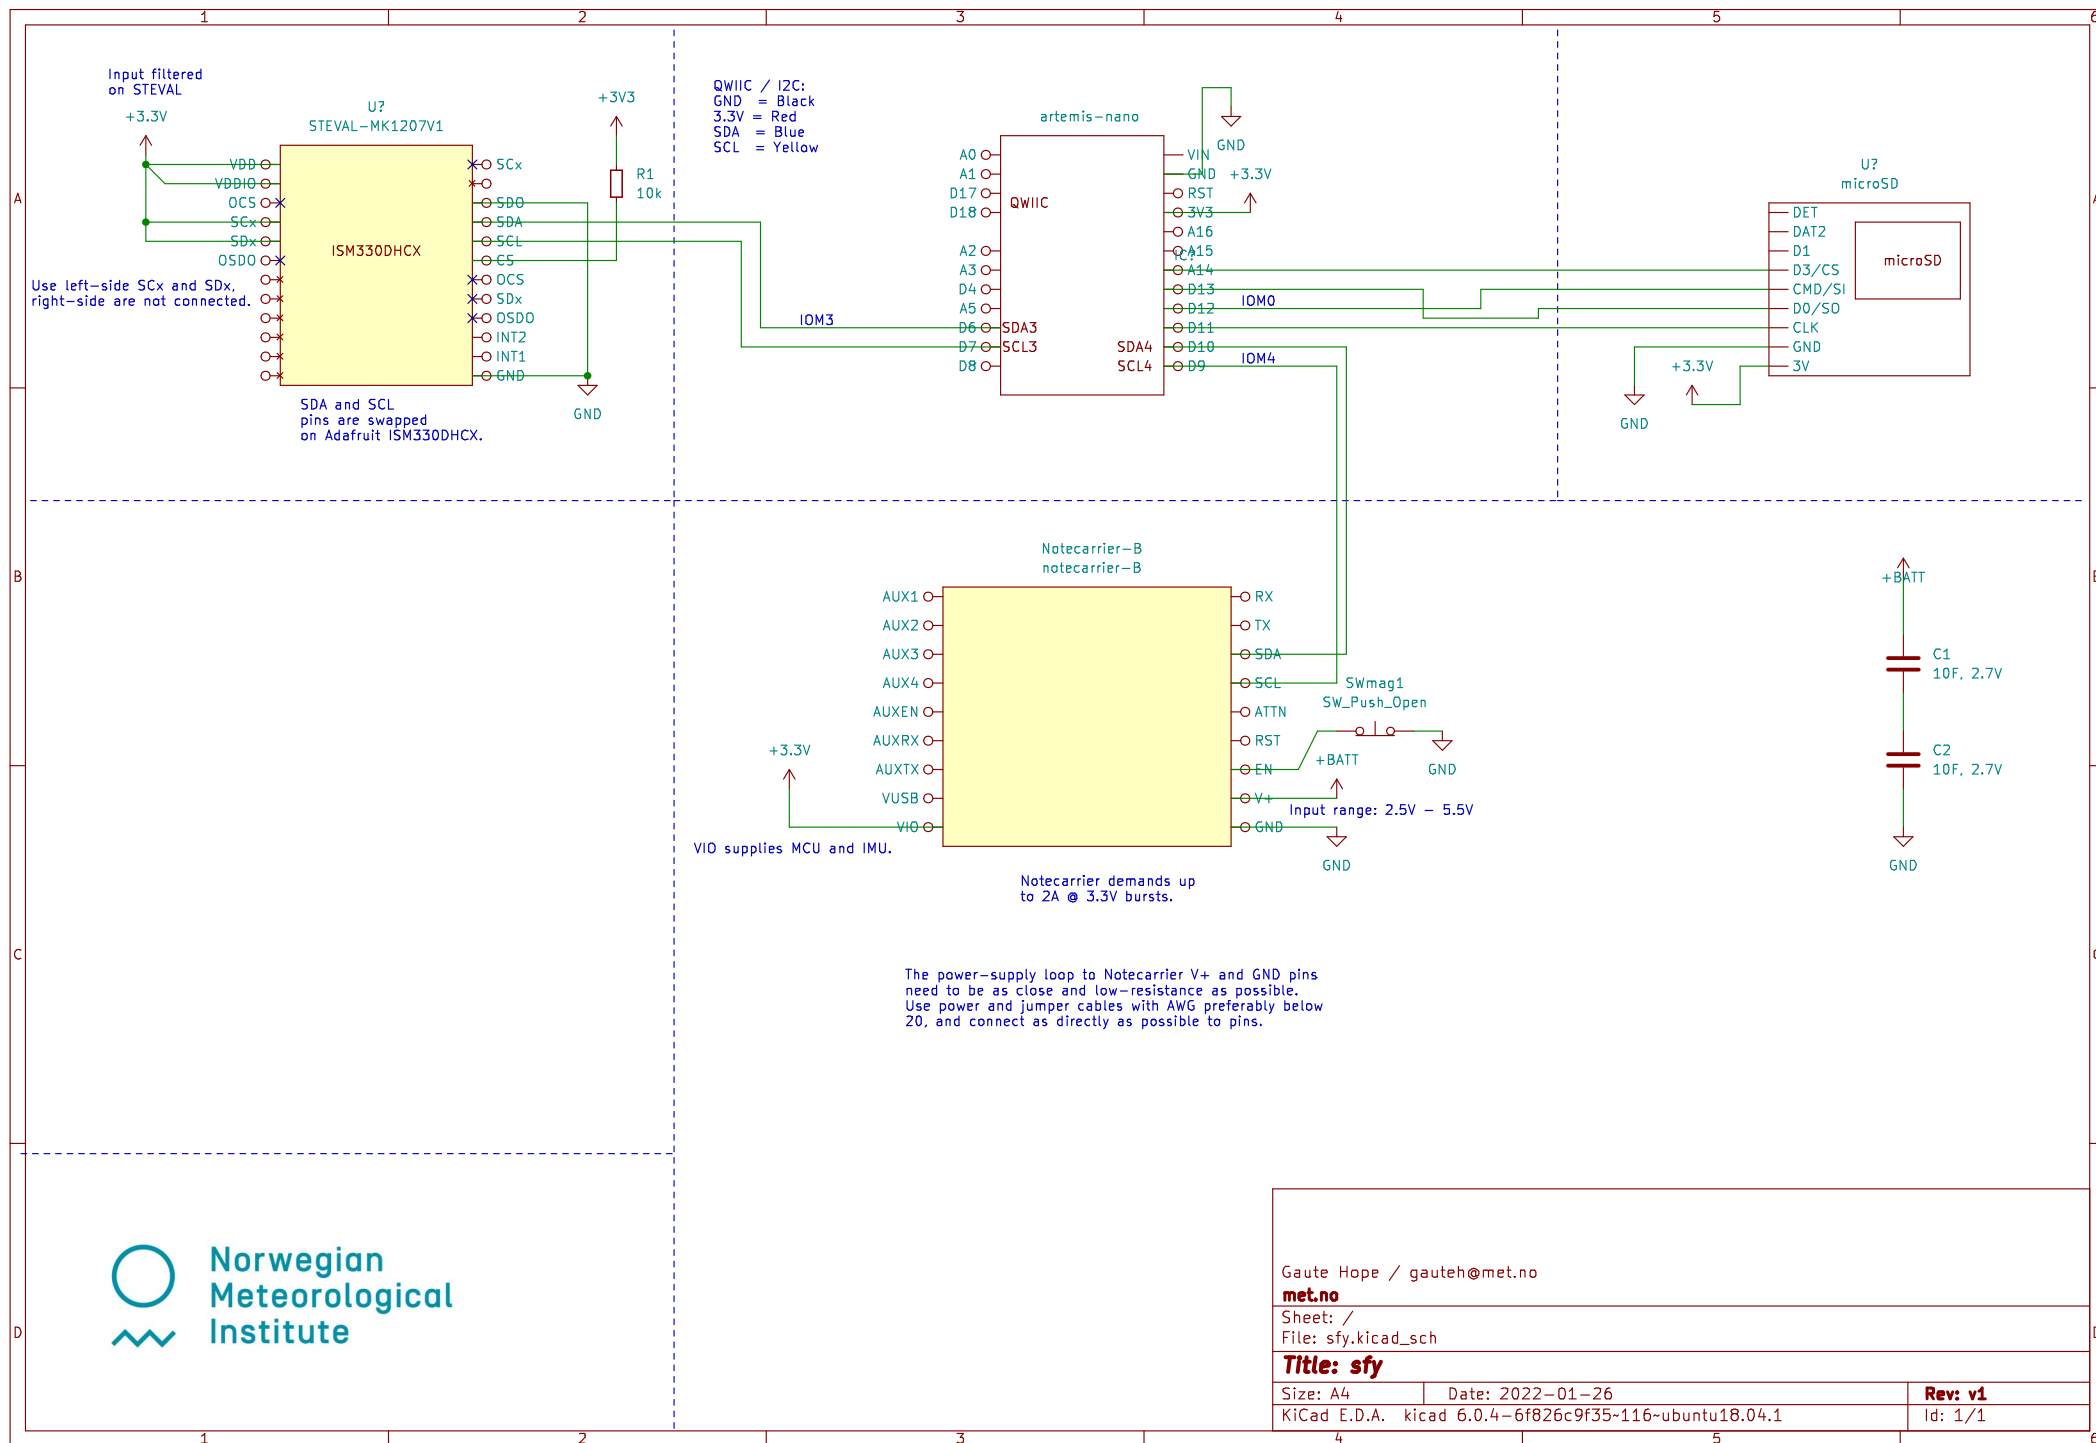 1
2
3
4
5
6
Input filtered
on STEVAL
+3.3V
U?
STEVAL-MK1207V1
VDD
VDDIO
OCS
SCx
SDx
OSDO
ISM330DHCX
SCx
SDO
SDA
SCL
CS
OCS
SDx
OSDO
INT2
INT1
GND
+3V3
R1
10k
GND
Use left-side SCx and SDx,
right-side are not connected.
SDA and SCL
pins are swapped
on Adafruit ISM330DHCX.
QWIIC / I2C:
GND = Black
3.3V = Red
SDA = Blue
SCL = Yellow
IOM3
artemis-nano
A0
A1
D17
D18
A2
A3
D4
A5
D6
D7
D8
QWIIC
SDA3
SCL3
SDA4
SCL4
VIN
GND
RST
3V3
A16
A15
IC?
A14
D13
D12
D11
D10
D9
GND
+3.3V
IOM0
IOM4
U?
microSD
DET
DAT2
D1
D3/CS
CMD/SI
D0/SO
CLK
GND
3V
microSD
+3.3V
GND
A
A
B
Notecarrier-B
notecarrier-B
AUX1
AUX2
AUX3
AUX4
AUXEN
AUXRX
AUXTX
VUSB
VIO
RX
TX
SDA
SCL
ATTN
RST
EN
V+
GND
+3.3V
VIO supplies MCU and IMU.
SWmag1
SW_Push_Open
GND
+BATT
Input range: 2.5V - 5.5V
GND
Notecarrier demands up
to 2A @ 3.3V bursts.
+BATT
C1
10F, 2.7V
C2
10F, 2.7V
GND
C
The power-supply loop to Notecarrier V+ and GND pins
need to be as close and low-resistance as possible.
Use power and jumper cables with AWG preferably below
20, and connect as directly as possible to pins.
D
Norwegian
Meteorological
Institute
Gaute Hope / gauteh@met.no
met.no
Sheet: /
File: sfy.kicad_sch
Title: sfy
Size: A4
Date: 2022-01-26
Rev: v1
KiCad E.D.A. kicad 6.0.4-6f826c9f35~116~ubuntu18.04.1
Id: 1/1
1
2
3
4
5
6